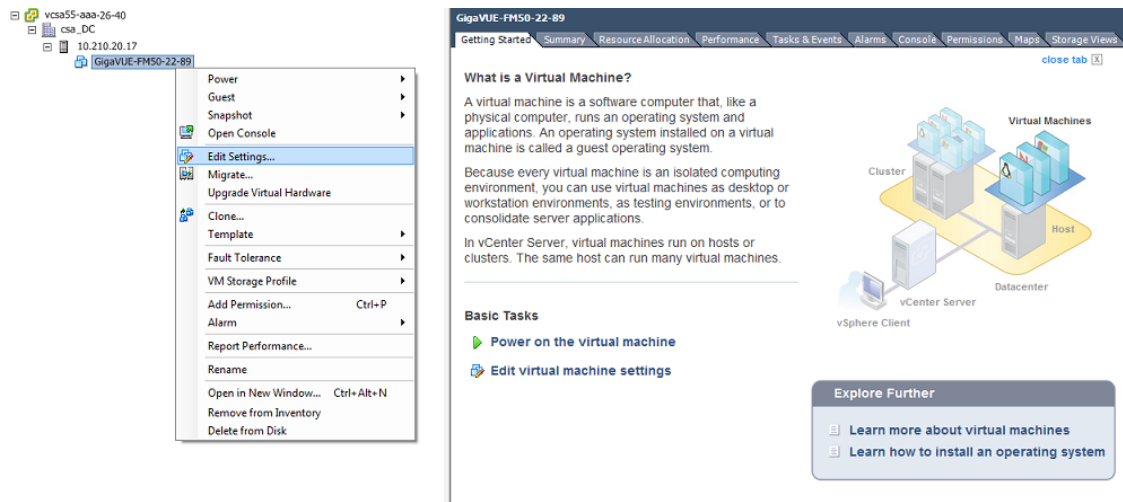 vcsa55-aaa-26-40
csa_DC
10.210.20.17
GigaVUE-FM50-22-89
Power
Guest
Snapshot
Open Console
Edit Settings...
Migrate...
Upgrade Virtual Hardware
Clone...
Template
Fault Tolerance
VM Storage Profile
Add Permission... Ctrl+P
Alarm
Report Performance...
Rename
Open in New Window... Ctrl+Alt+N
Remove from Inventory
Delete from Disk
GigaVUE-FM50-22-89
Getting Started Summary Resource Allocation Performance Tasks & Events Alarms Console Permissions Maps Storage Views
close tab X
What is a Virtual Machine?
A virtual machine is a software computer that, like a
physical computer, runs an operating system and
applications. An operating system installed on a virtual
machine is called a guest operating system.
Because every virtual machine is an isolated computing
environment, you can use virtual machines as desktop or
workstation environments, as testing environments, or to
consolidate server applications.
In vCenter Server, virtual machines run on hosts or
clusters. The same host can run many virtual machines.
Basic Tasks
Power on the virtual machine
Edit virtual machine settings
Virtual Machines
Cluster
Host
Datacenter
vCenter Server
vSphere Client
Explore Further
Learn more about virtual machines
Learn how to install an operating system